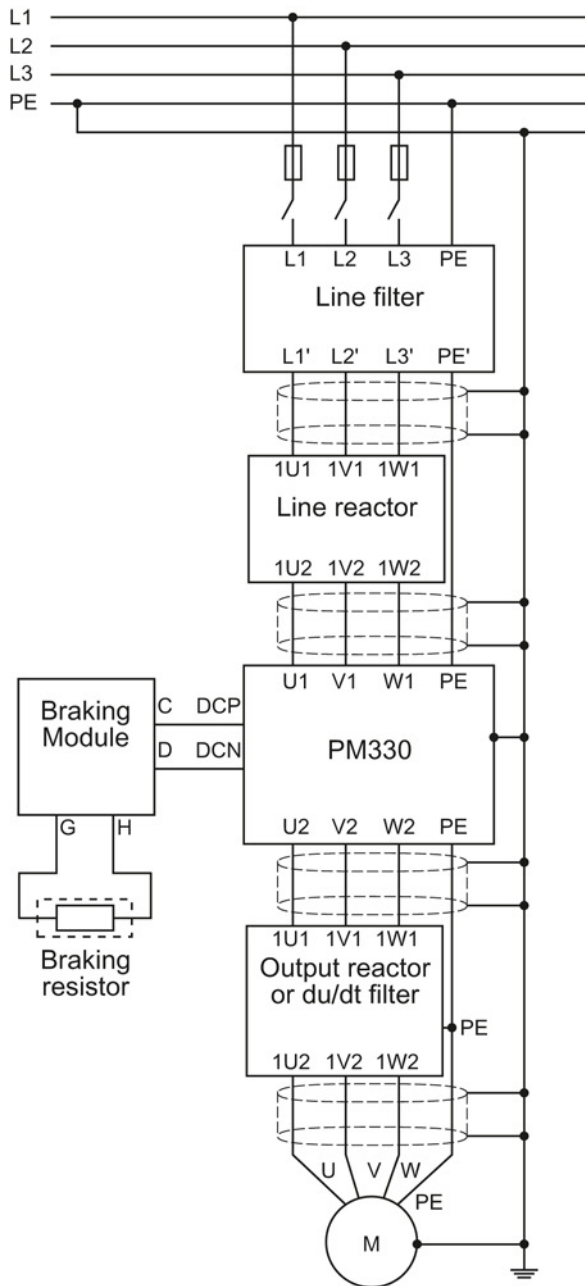 L1
L2
L3
PE
L1 L2 L3 PE
Line filter
L1' L2' L3' PE'
1U1 1V1 1W1
Line reactor
1U2 1V2 1W2
U1 V1 W1 PE
Braking
Module
C DCP
D DCN
PM330
G H
U2 V2 W2 PE
Braking
resistor
1U1 1V1 1W1
Output reactor
or du/dt filter
PE
1U2 1V2 1W2
U V W
PE
M